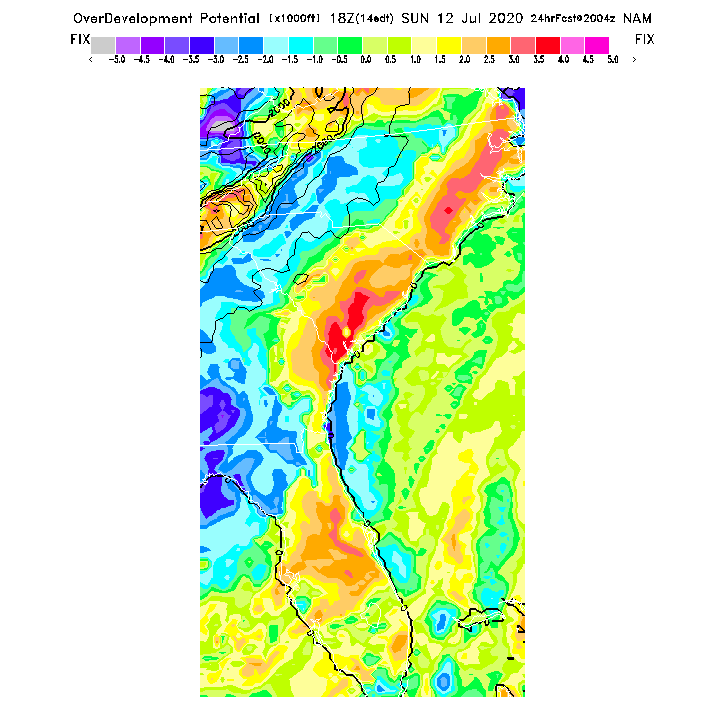 OverDevelopment Potential [x1000ft] 18Z(14edt) SUN 12 Jul 2020 24hrFcst@2004z NAM
FIX FIX
< -5.0 -4.5 -4.0 -3.5 -3.0 -2.5 -2.0 -1.5 -1.0 -0.5 0.0 0.5 1.0 1.5 2.0 2.5 3.0 3.5 4.0 4.5 5.0 >
2000